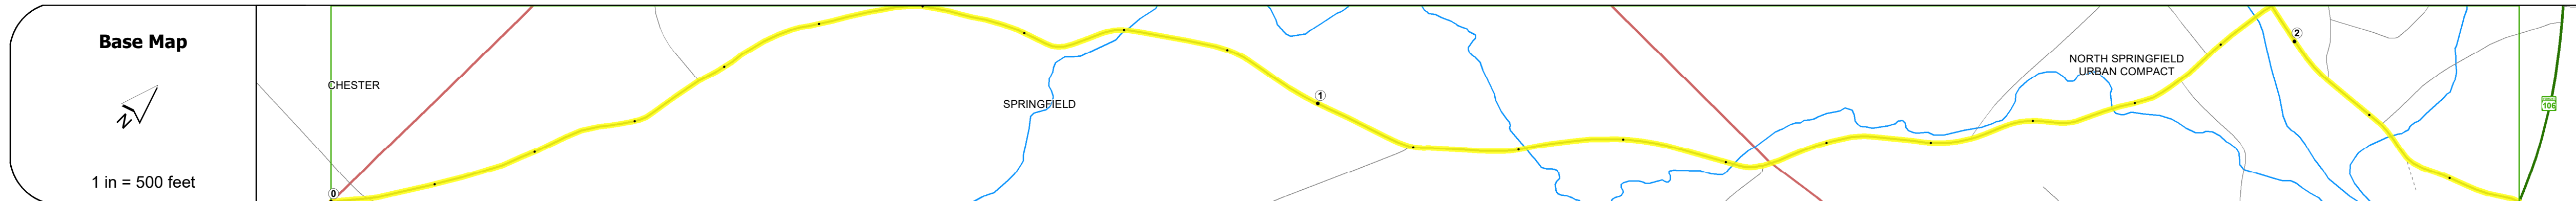 Base Map
N
1 in = 500 feet
CHESTER
0
SPRINGFIELD
1
NORTH SPRINGFIELD
URBAN COMPACT
2
106